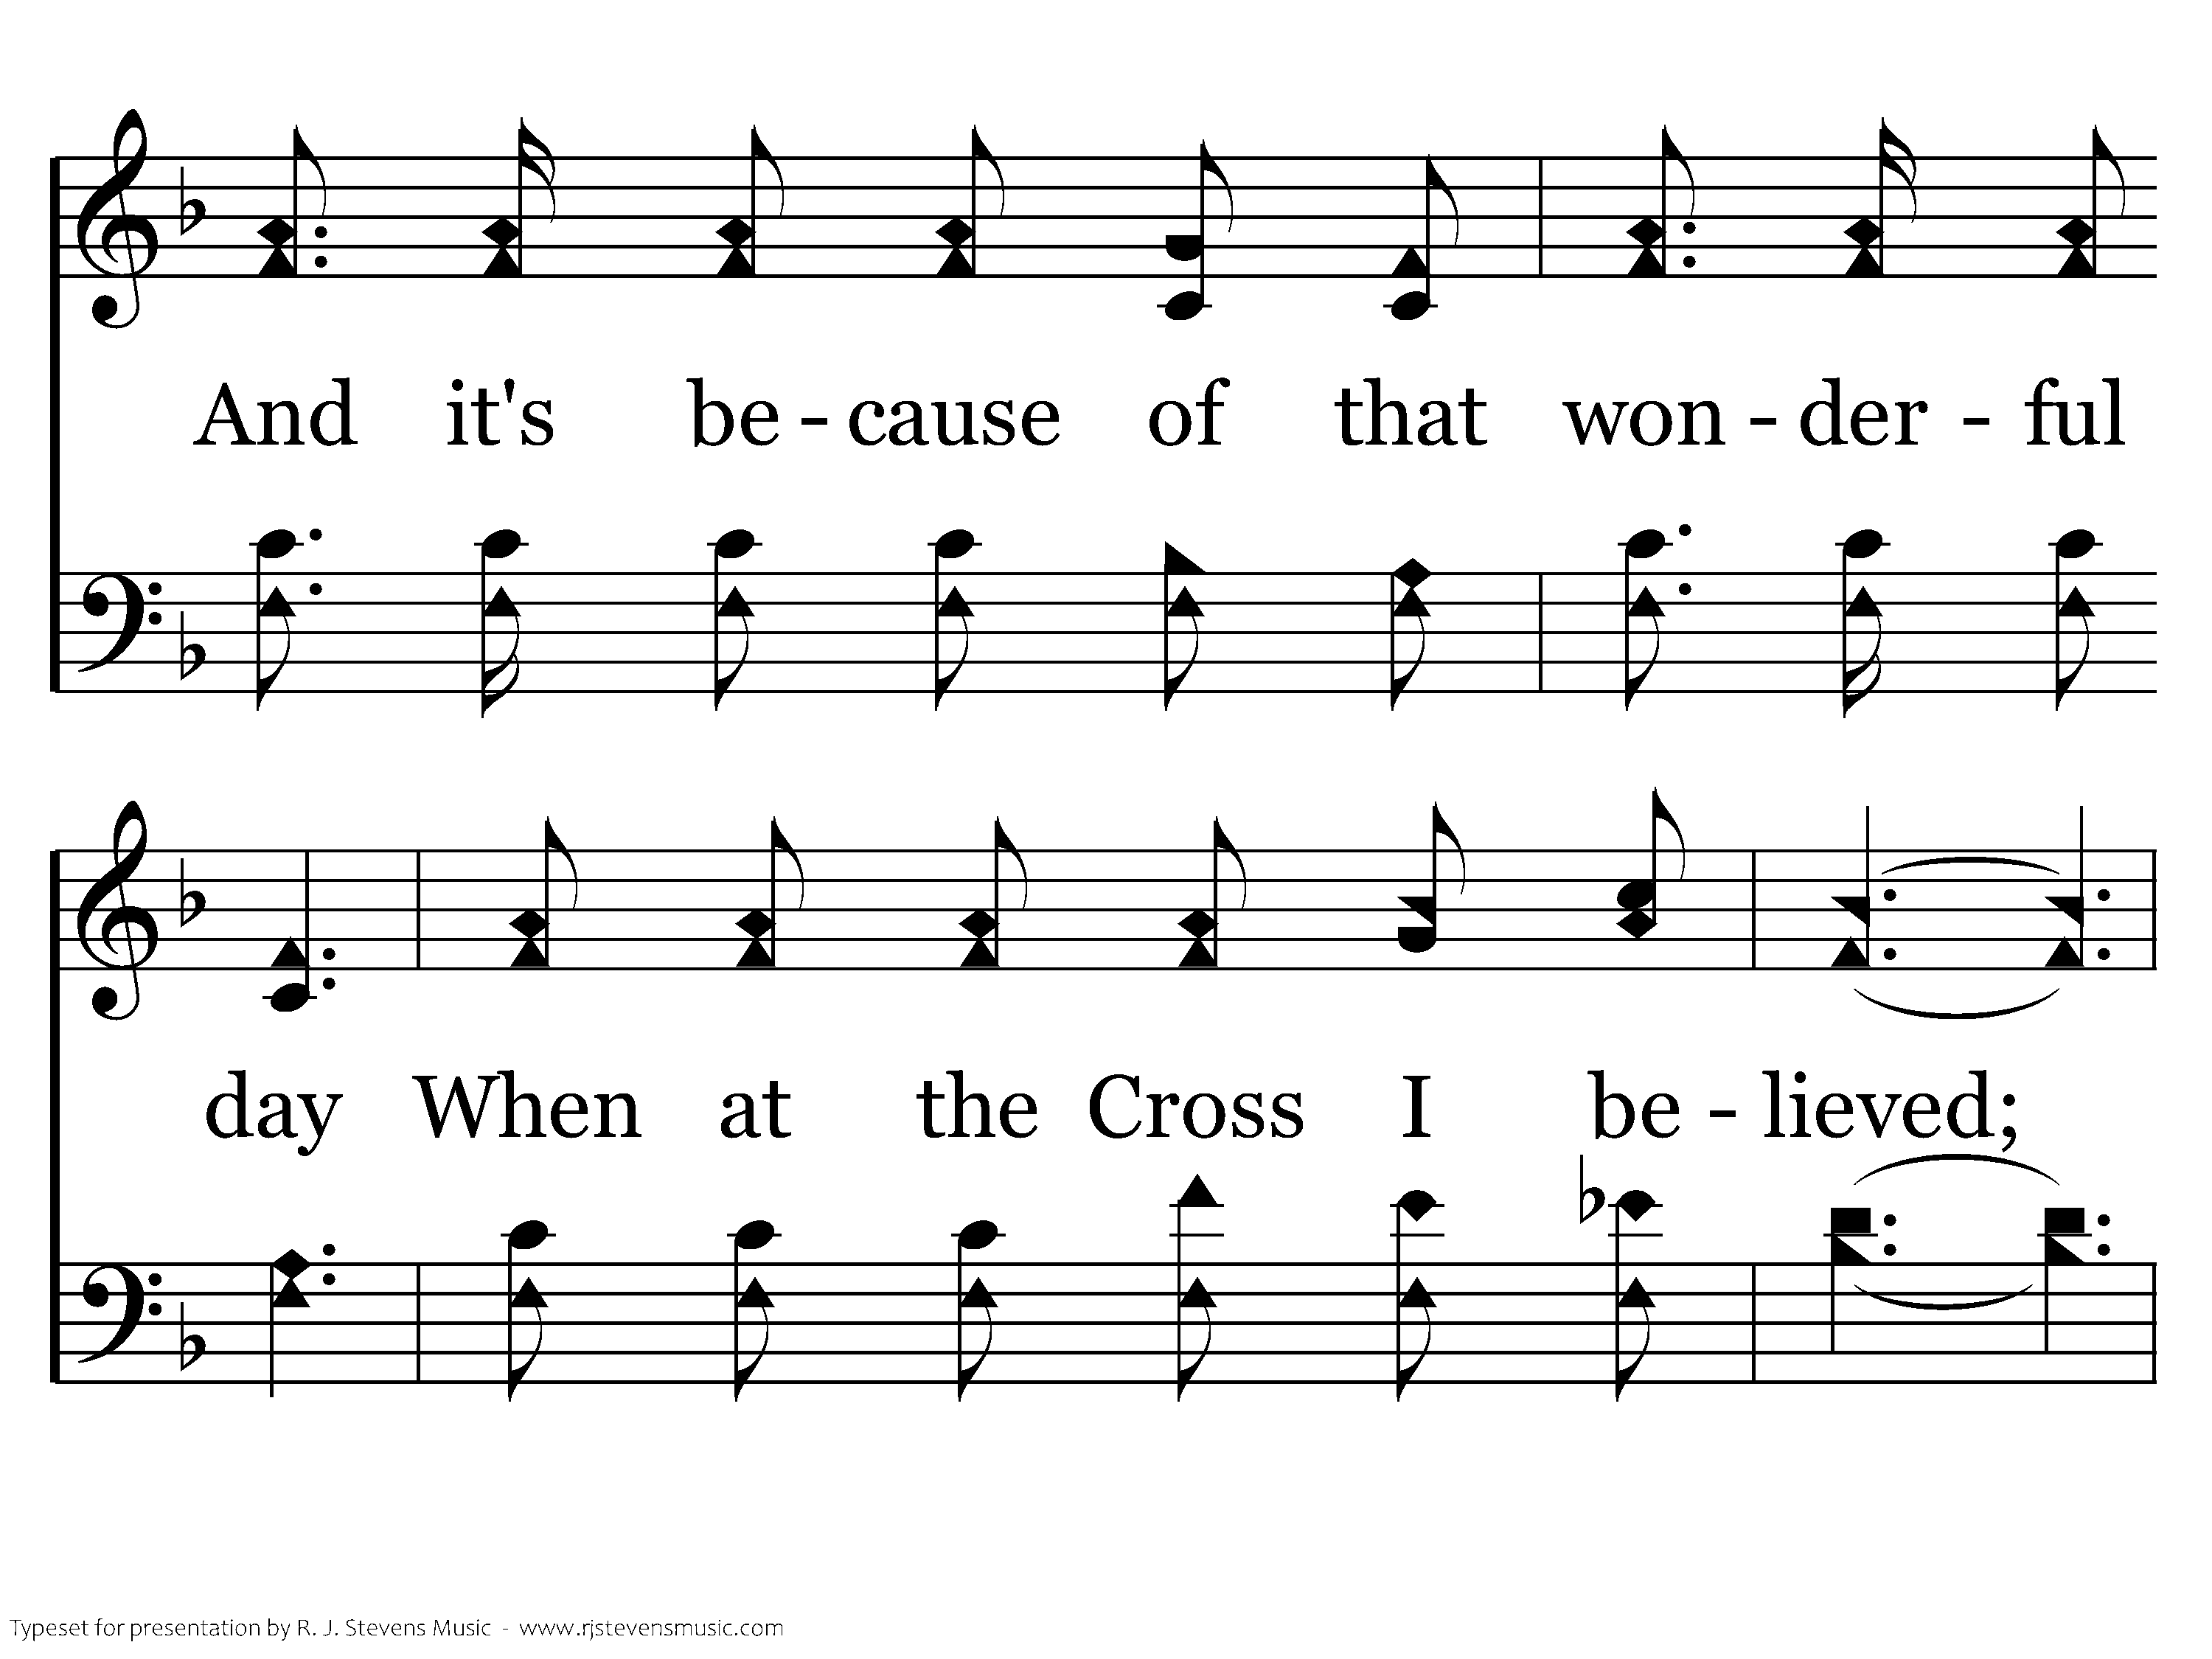 And it's be - cause of that won - der - ful
day When at the Cross I be - lieved;
Typeset for presentation by R. J. Stevens Music - www.rjstevensmusic.com